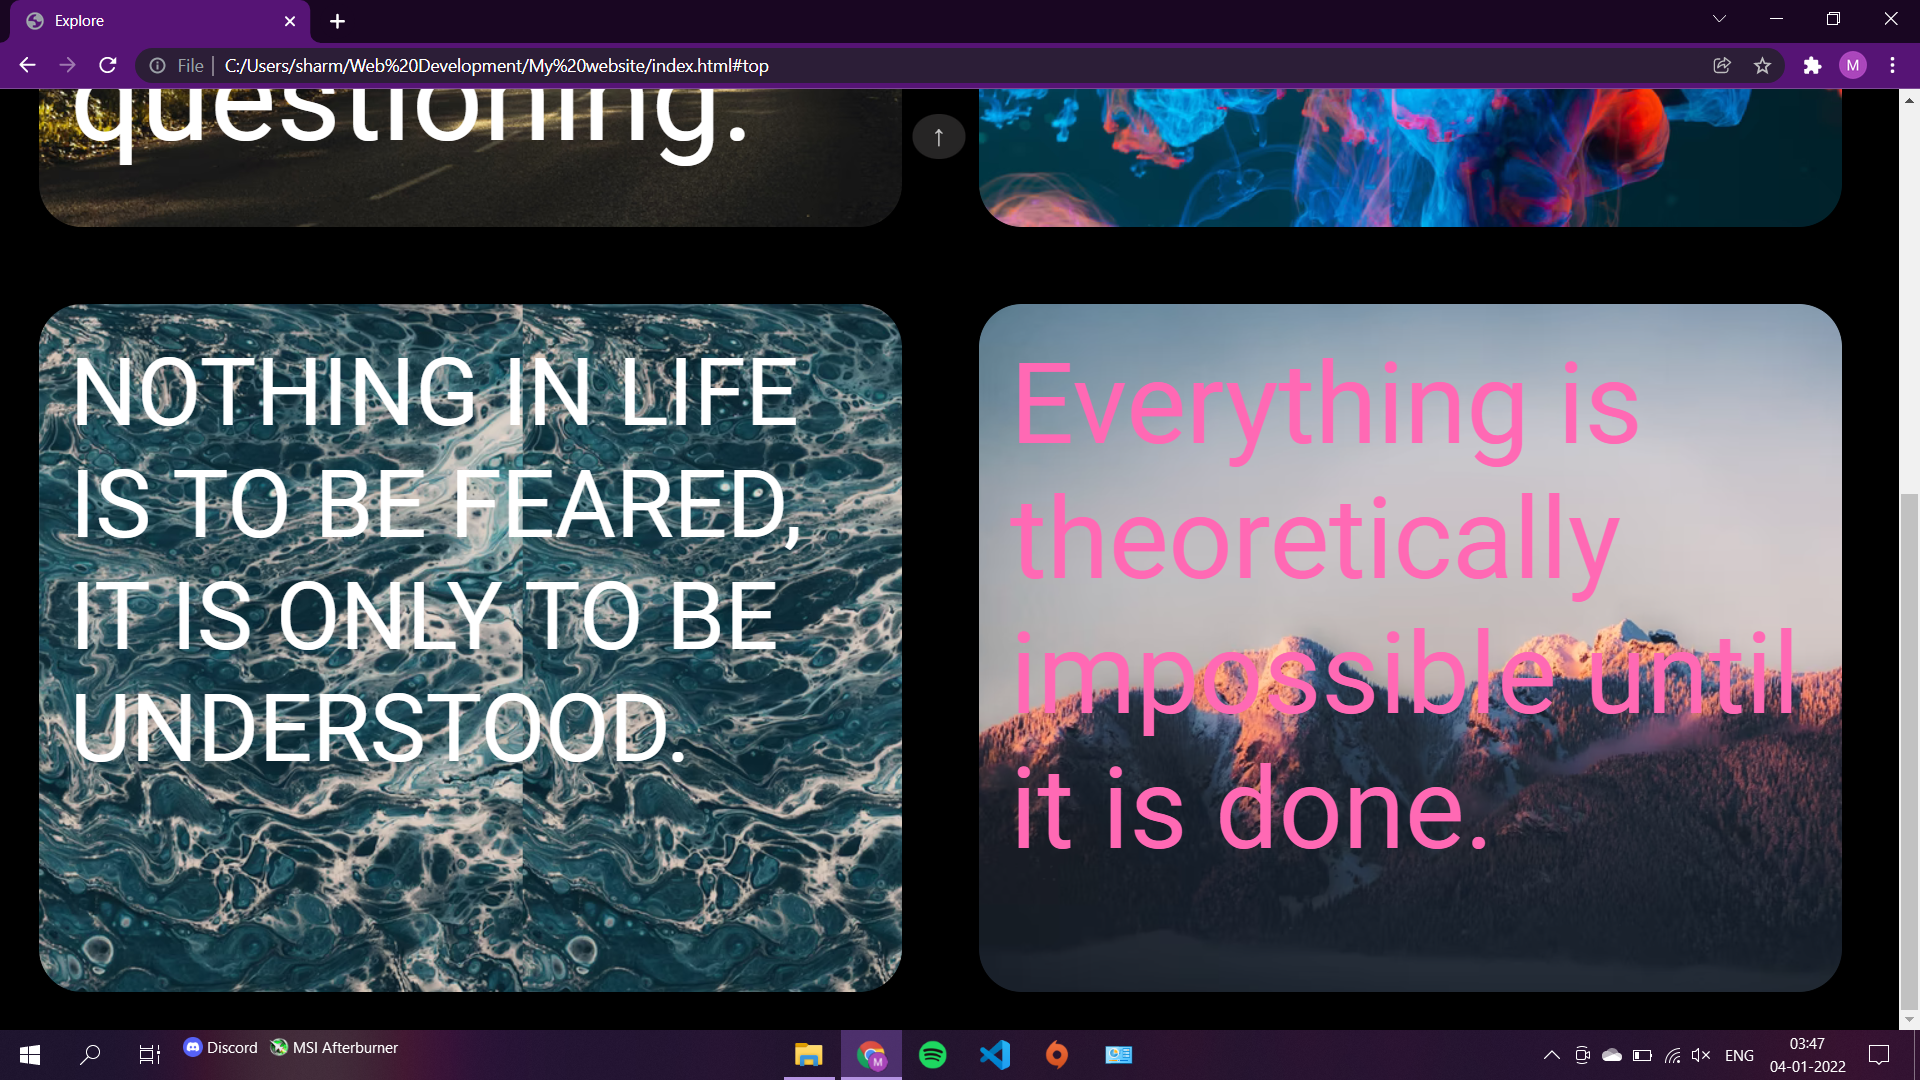 Explore
File
C:/Users/sharm/Web%20Development/My%20website/index.html#top
M
questioning.
↑
NOTHING IN LIFE
IS TO BE FEARED,
IT IS ONLY TO BE
UNDERSTOOD.
Everything is
theoretically
impossible until
it is done.
Discord
MSI Afterburner
M
ENG
03:47
04-01-2022